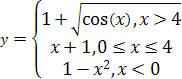 y = { 1 + √cos(x), x > 4
x + 1, 0 ≤ x ≤ 4
1 − x², x < 0